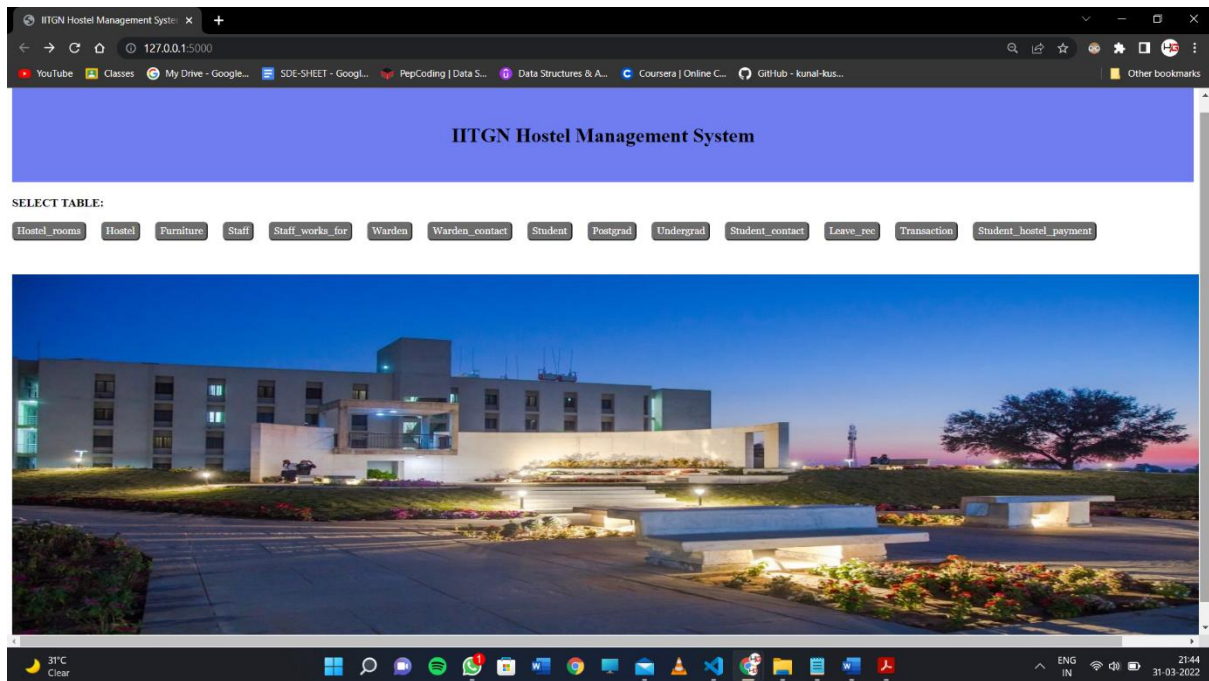 IITGN Hostel Management System
127.0.0.1:5000
YouTube Classes My Drive - Google... SDE-SHEET - Googl... PepCoding | Data S... Data Structures & A... Coursera | Online C... GitHub - kunal-kus... Other bookmarks
IITGN Hostel Management System
SELECT TABLE:
Hostel_rooms Hostel Furniture Staff Staff_works_for Warden Warden_contact Student Postgrad Undergrad Student_contact Leave_rec Transaction Student_hostel_payment
31°C
Clear
1
ENG
IN
21:44
31-03-2022